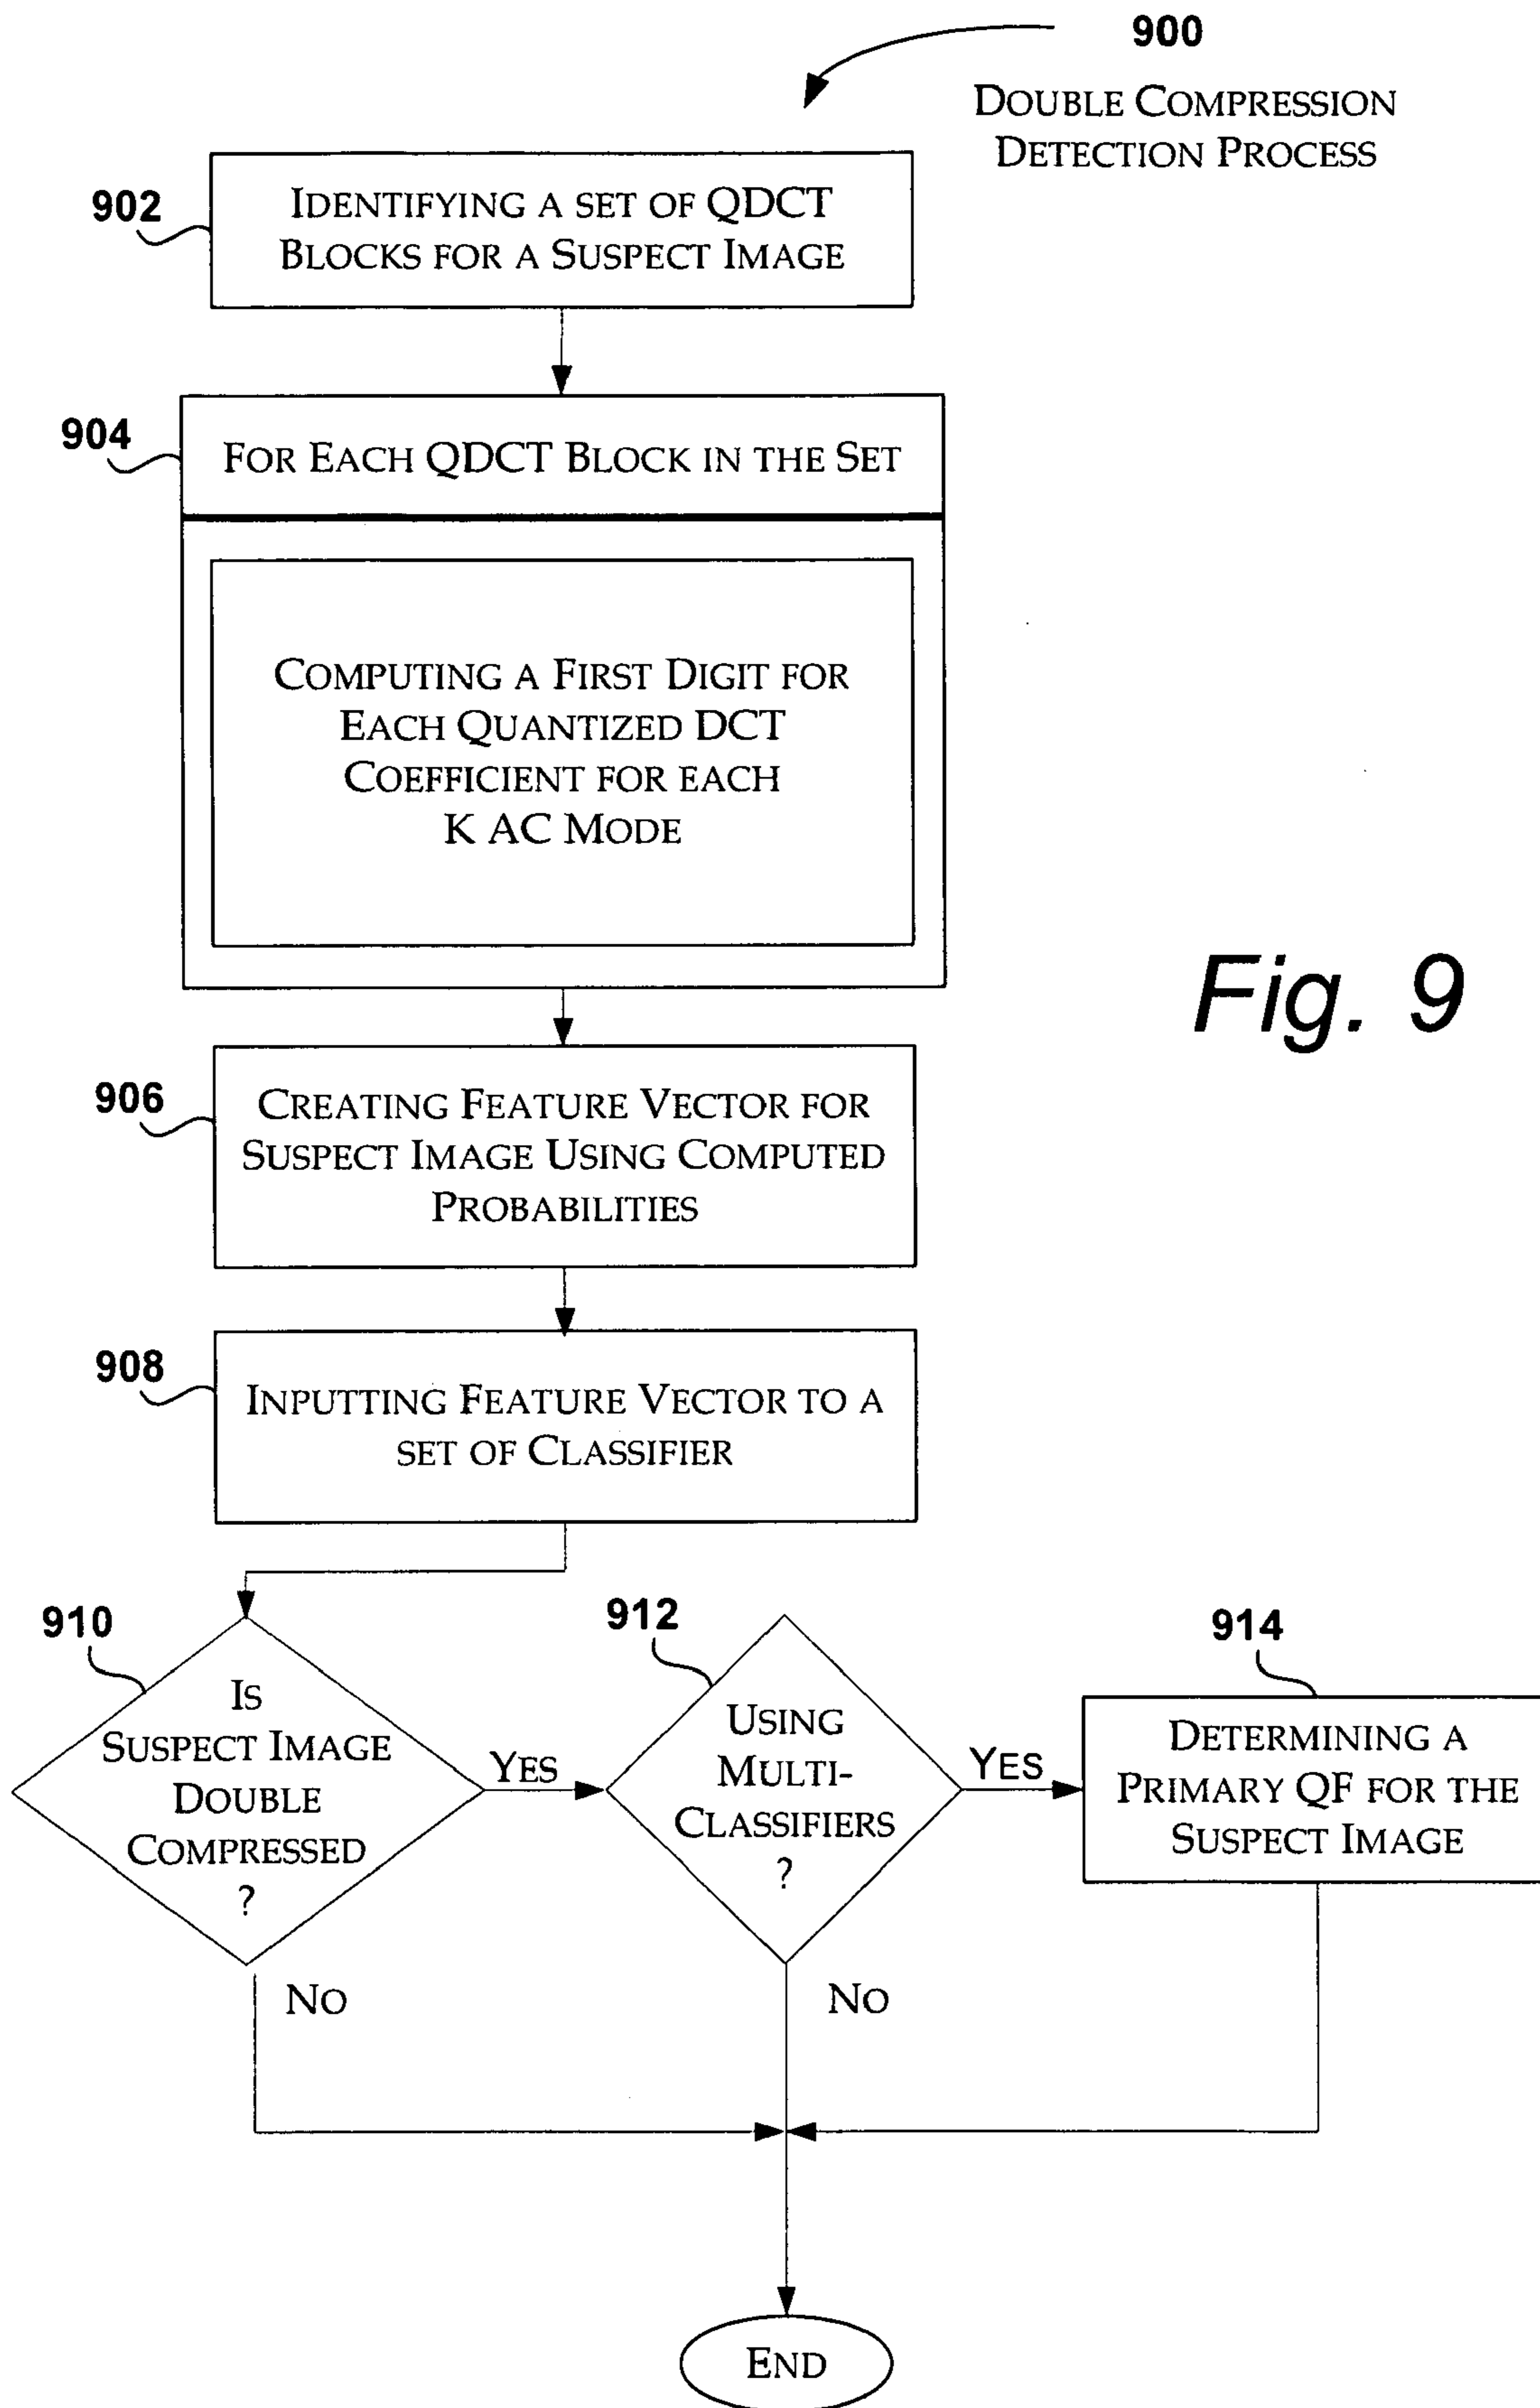 900
DOUBLE COMPRESSION
DETECTION PROCESS
902
IDENTIFYING A SET OF QDCT
BLOCKS FOR A SUSPECT IMAGE
904
FOR EACH QDCT BLOCK IN THE SET
COMPUTING A FIRST DIGIT FOR
EACH QUANTIZED DCT
COEFFICIENT FOR EACH
K AC MODE
Fig. 9
906
CREATING FEATURE VECTOR FOR
SUSPECT IMAGE USING COMPUTED
PROBABILITIES
908
INPUTTING FEATURE VECTOR TO A
SET OF CLASSIFIER
910
IS
SUSPECT IMAGE
DOUBLE
COMPRESSED
?
YES
NO
912
USING
MULTI-
CLASSIFIERS
?
YES
NO
914
DETERMINING A
PRIMARY QF FOR THE
SUSPECT IMAGE
END